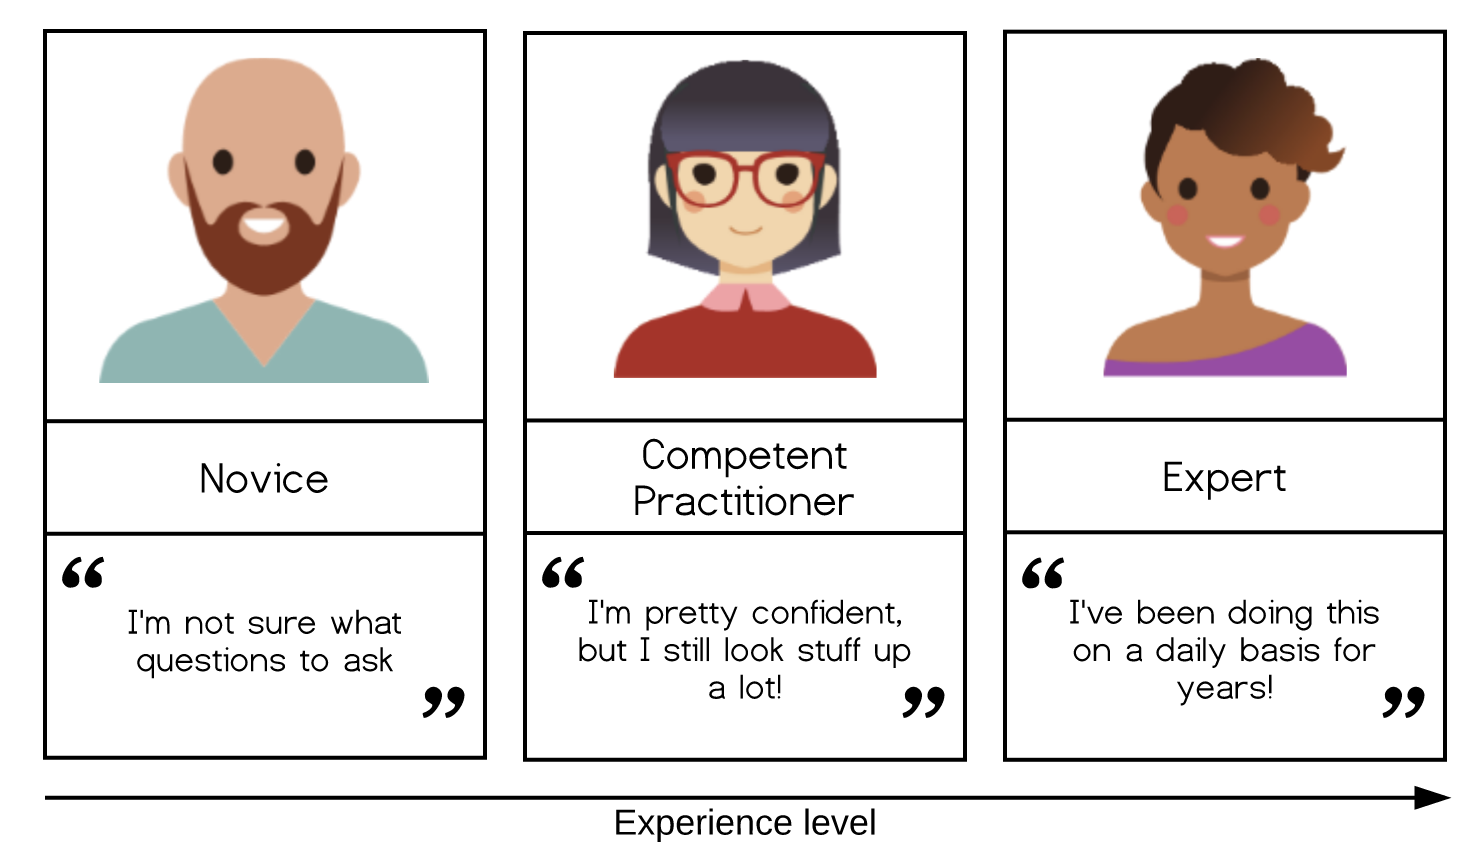 Novice
“
I'm not sure what
questions to ask
”
Competent
Practitioner
“
I'm pretty confident,
but I still look stuff up
a lot!
”
Expert
“
I've been doing this
on a daily basis for
years!
”
Experience level